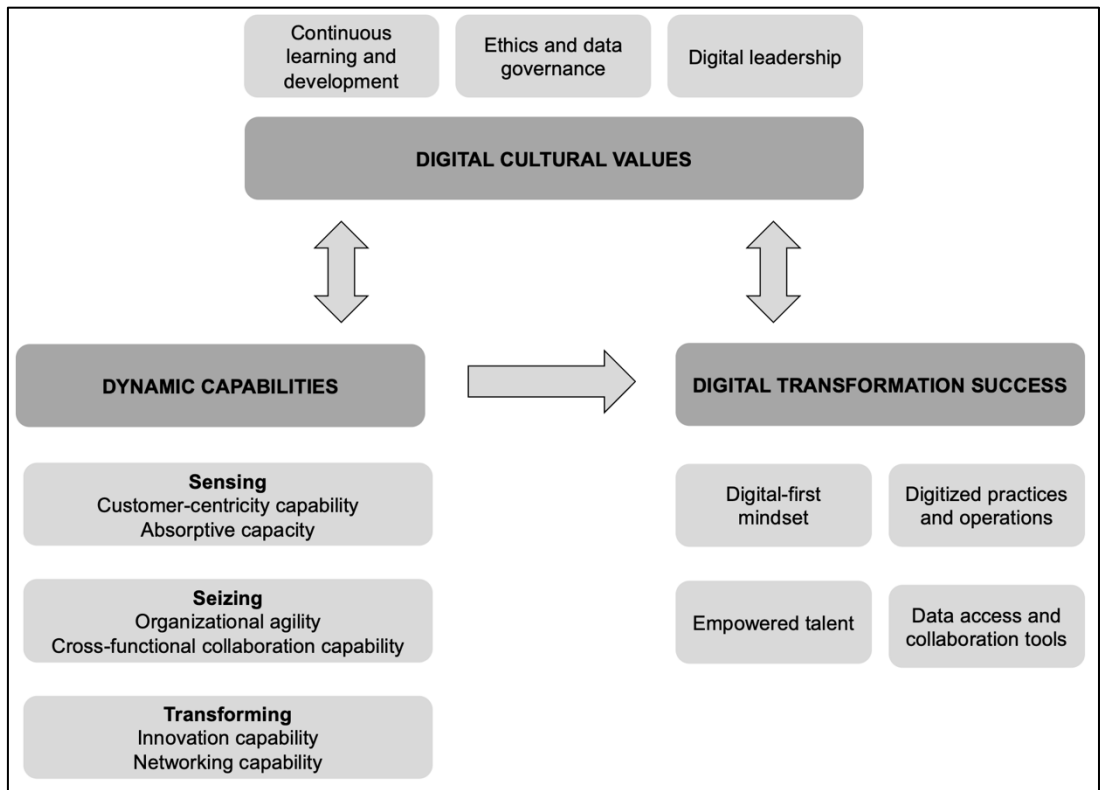 Continuous
learning and
development
Ethics and data
governance
Digital leadership
DIGITAL CULTURAL VALUES
DYNAMIC CAPABILITIES
DIGITAL TRANSFORMATION SUCCESS
Sensing
Customer-centricity capability
Absorptive capacity
Seizing
Organizational agility
Cross-functional collaboration capability
Transforming
Innovation capability
Networking capability
Digital-first
mindset
Digitized practices
and operations
Empowered talent
Data access and
collaboration tools